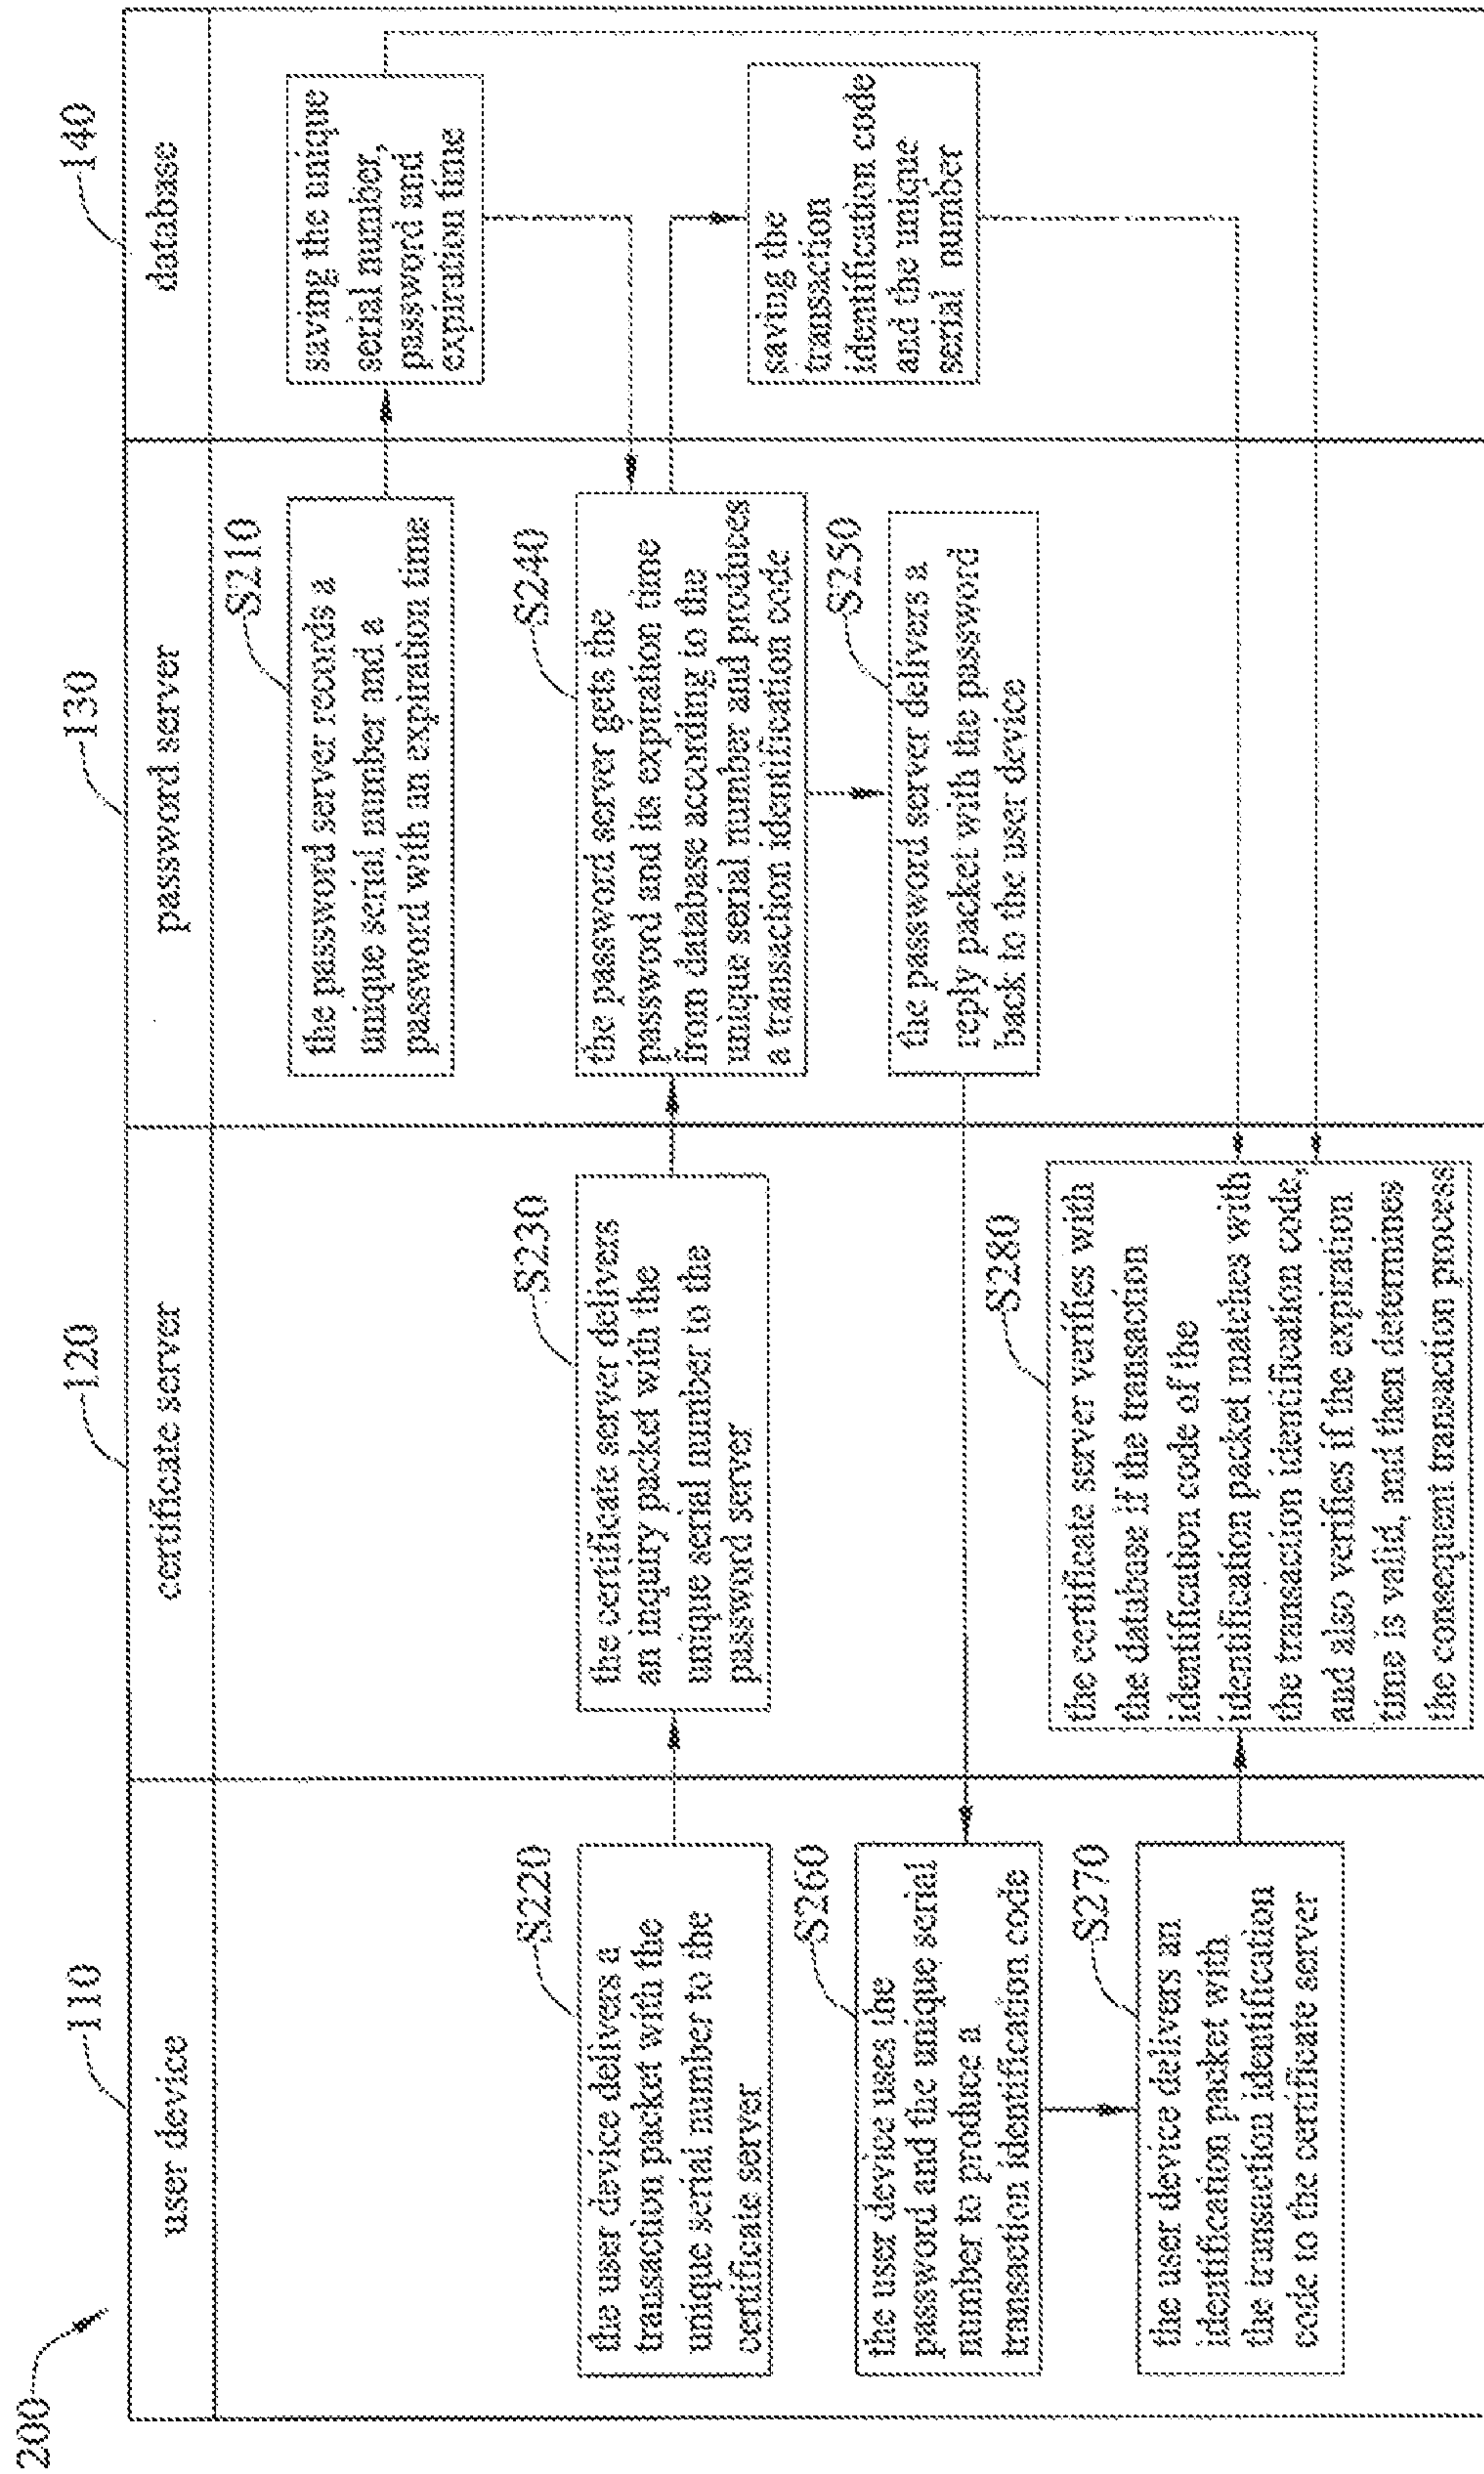 200
110
120
130
140
user device
certificate server
password server
database
S210
the password server records a
unique serial number and a
password with an expiration time
saving the unique
serial number,
password and
expiration time
S220
the user device delivers a
transaction packet with the
unique serial number to the
certificate server
S230
the certificate server delivers
an inquiry packet with the
unique serial number to the
password server
S240
the password server gets the
password and its expiration time
from database according to the
unique serial number and produces
a transaction identification code
saving the
transaction
identification code
and the unique
serial number
S250
the password server delivers a
reply packet with the password
back to the user device
S260
the user device uses the
password and the unique serial
number to produce a
transaction identification code
S270
the user device delivers an
identification packet with
the transaction identification
code to the certificate server
S280
the certificate server verifies with
the database if the transaction
identification code of the
identification packet matches with
the transaction identification code,
and also verifies if the expiration
time is valid, and then determines
the consequent transaction process